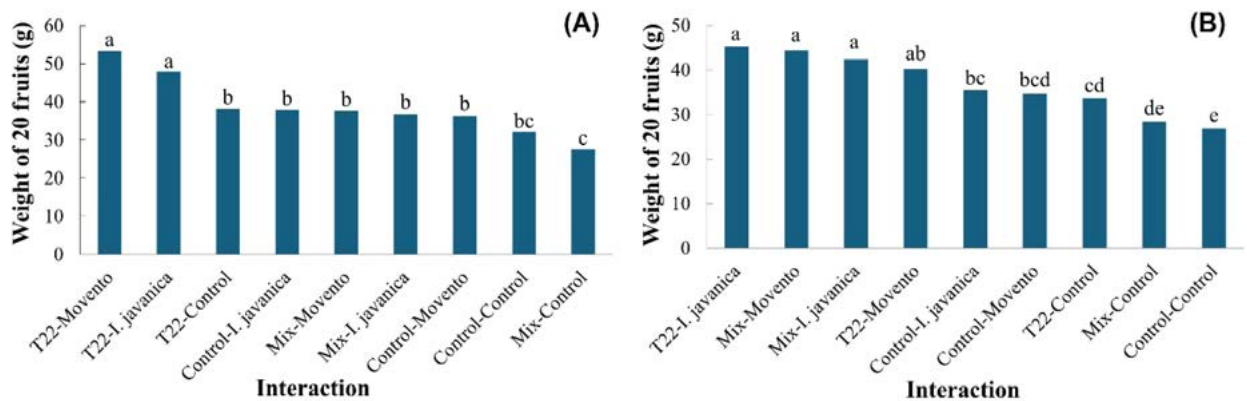 (A)
Weight of 20 fruits (g)
60
50
40
30
20
10
0
a
a
b
b
b
b
b
bc
c
T22-Movento
T22-I. javanica
T22-Control
Control-I. javanica
Mix-Movento
Mix-I. javanica
Control-Movento
Control-Control
Mix-Control
Interaction
(B)
Weight of 20 fruits (g)
50
40
30
20
10
0
a
a
a
ab
bc
bcd
cd
de
e
T22-I. javanica
Mix-Movento
Mix-I. javanica
T22-Movento
Control-I. javanica
Control-Movento
T22-Control
Mix-Control
Control-Control
Interaction